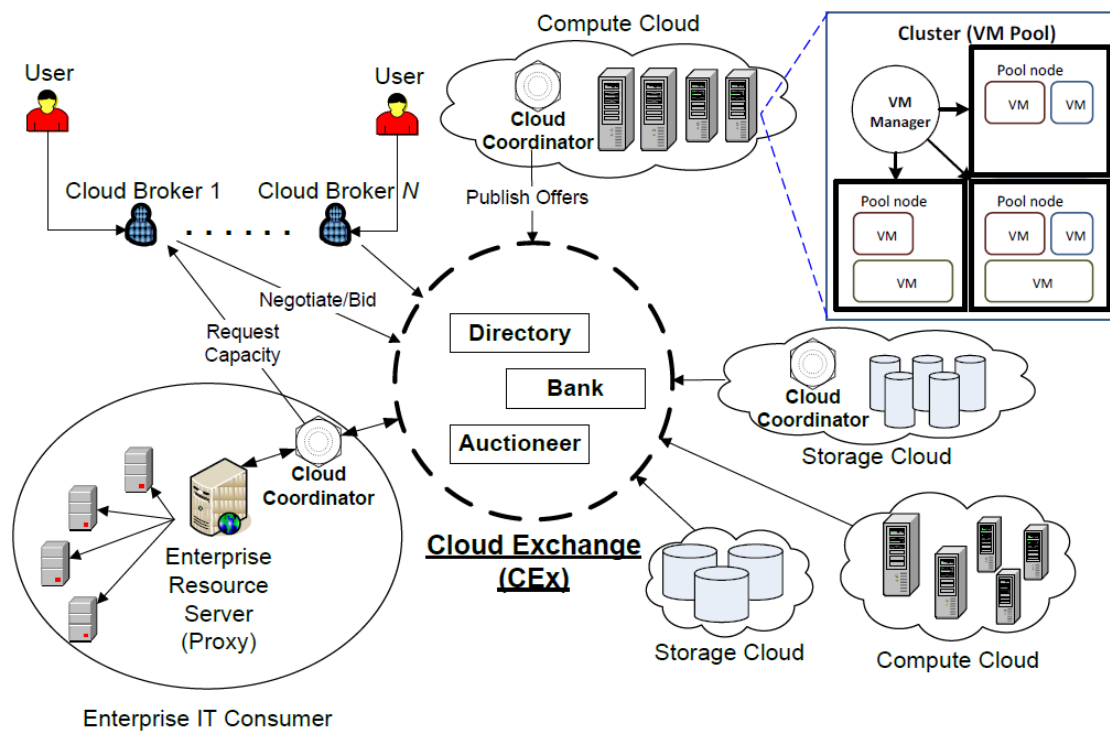 Compute Cloud
Cluster (VM Pool)
User
User
Cloud
Coordinator
VM
Manager
Pool node
VM
VM
Cloud Broker 1
Cloud Broker N
. . . . . .
Publish Offers
Pool node
VM
VM
Pool node
VM
VM
VM
Negotiate/Bid
Request
Capacity
Directory
Bank
Auctioneer
Cloud
Coordinator
Storage Cloud
Cloud
Coordinator
Enterprise
Resource
Server
(Proxy)
Cloud Exchange
(CEx)
Storage Cloud
Compute Cloud
Enterprise IT Consumer